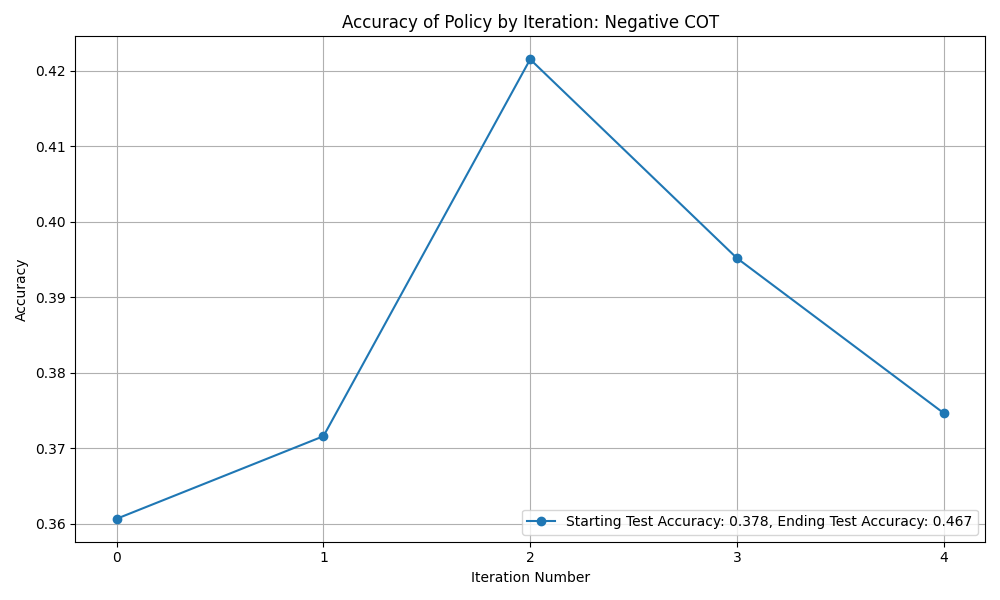 Accuracy of Policy by Iteration: Negative COT
Accuracy
0.42
0.41
0.40
0.39
0.38
0.37
0.36
Starting Test Accuracy: 0.378, Ending Test Accuracy: 0.467
0 1 2 3 4
Iteration Number